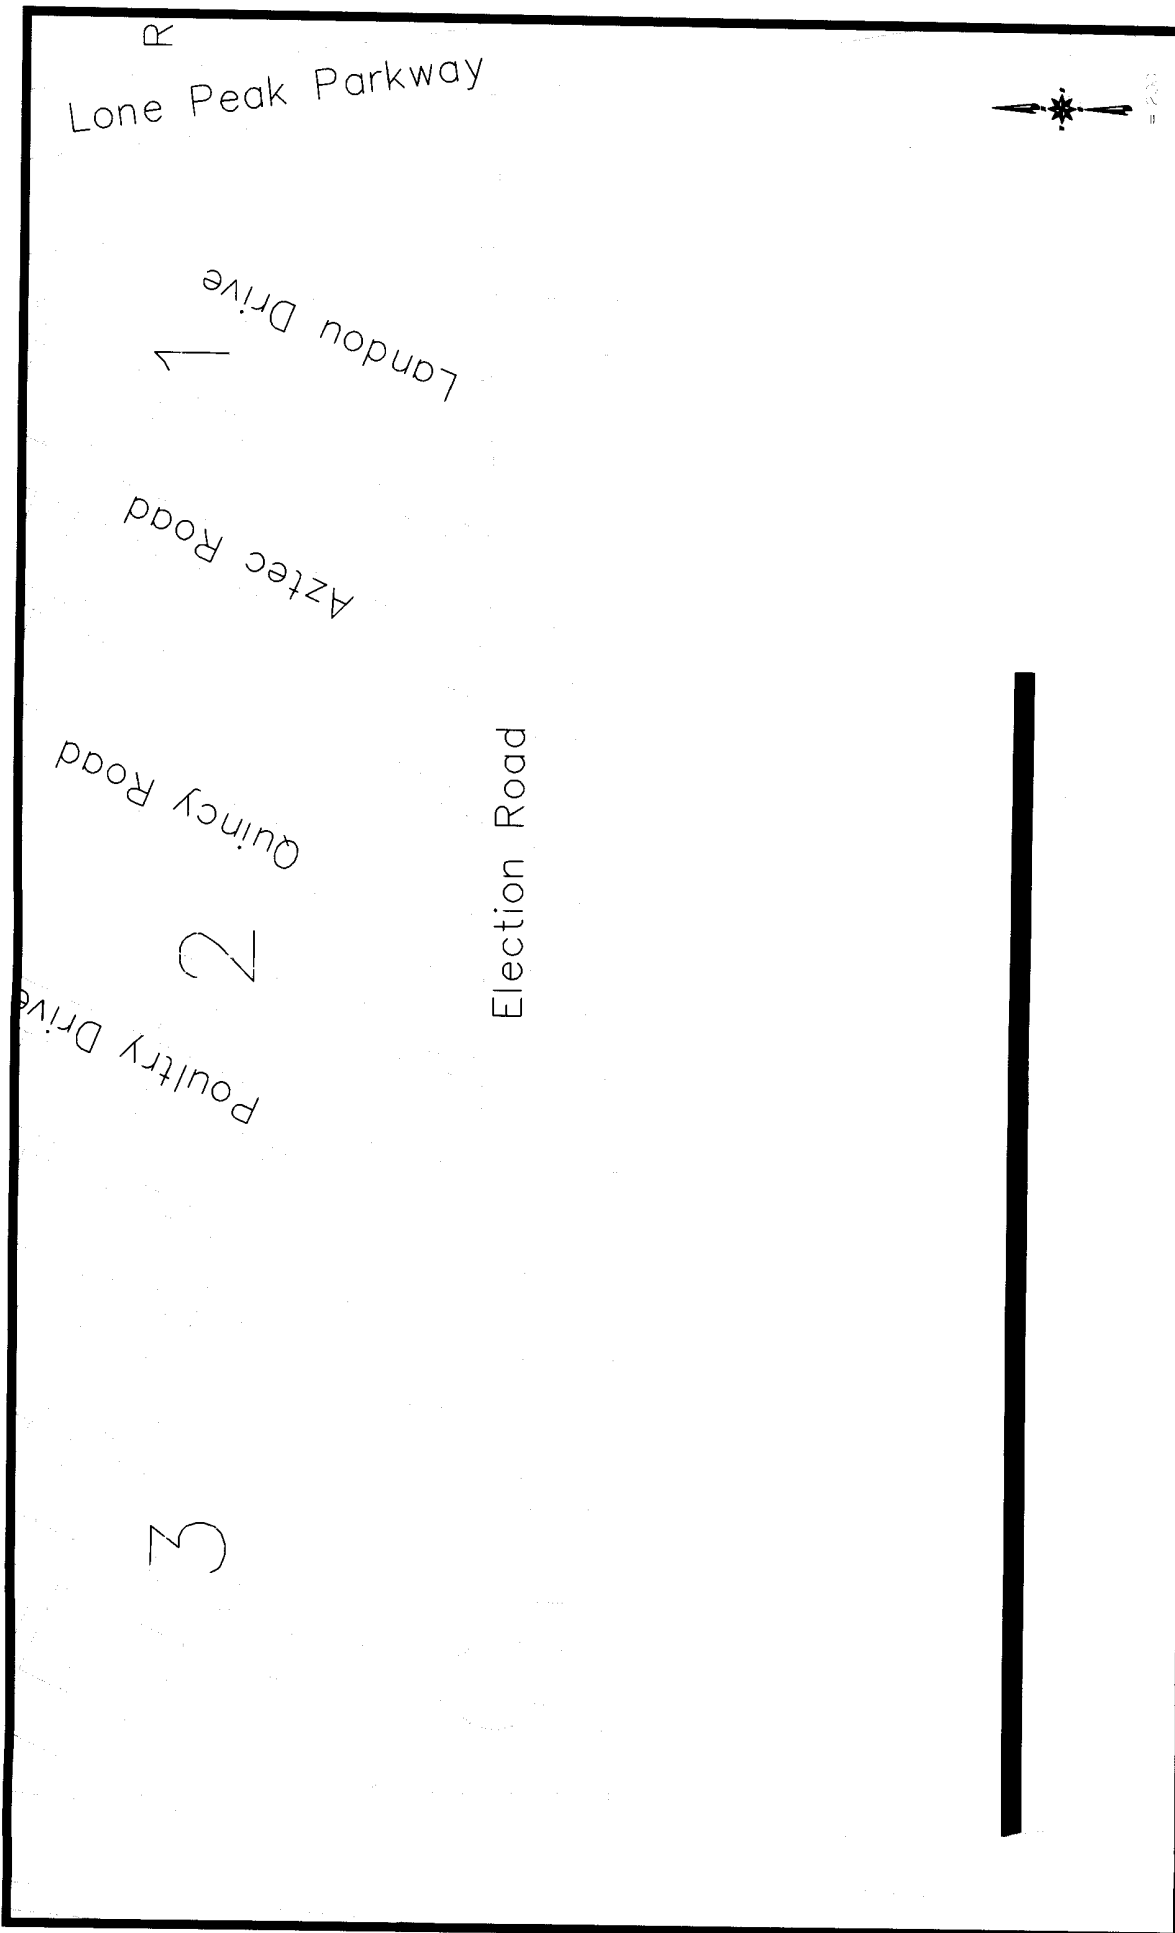 R
Lone Peak Parkway
Landou Drive
1
Aztec Road
Quincy Road
Election Road
2
Poultry Drive
3